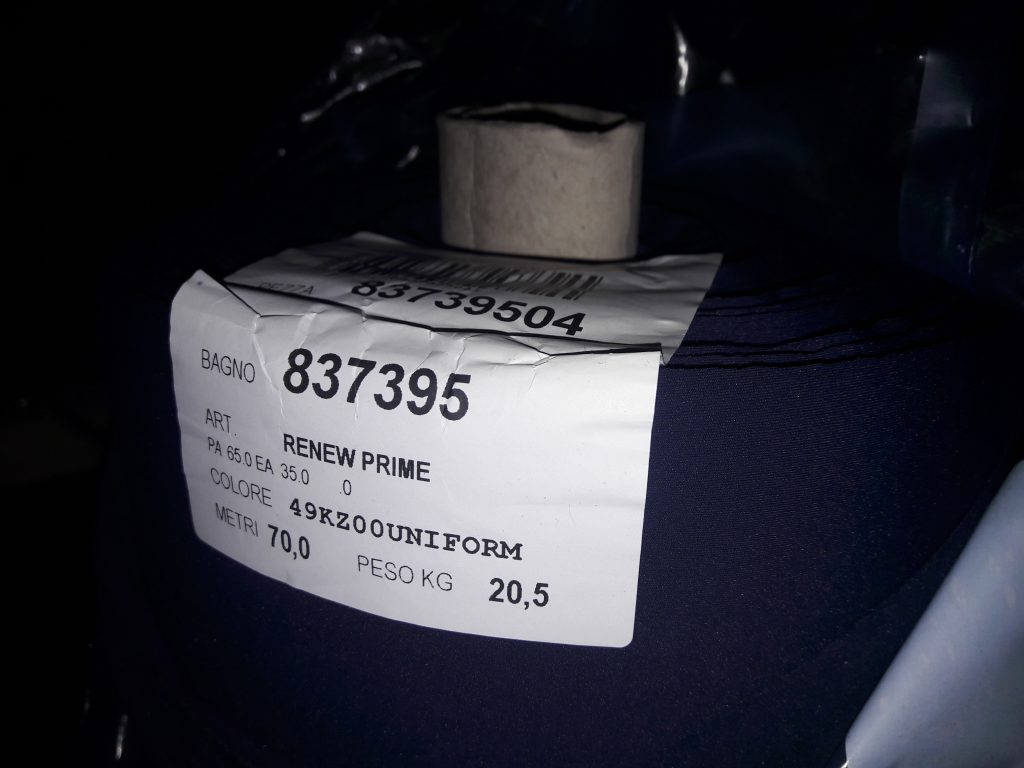 PEZZA 83739504
BAGNO 837395
ART. RENEW PRIME
PA 65.0 EA 35.0 .0
COLORE 49KZ00UNIFORM
METRI 70,0 PESO KG 20,5